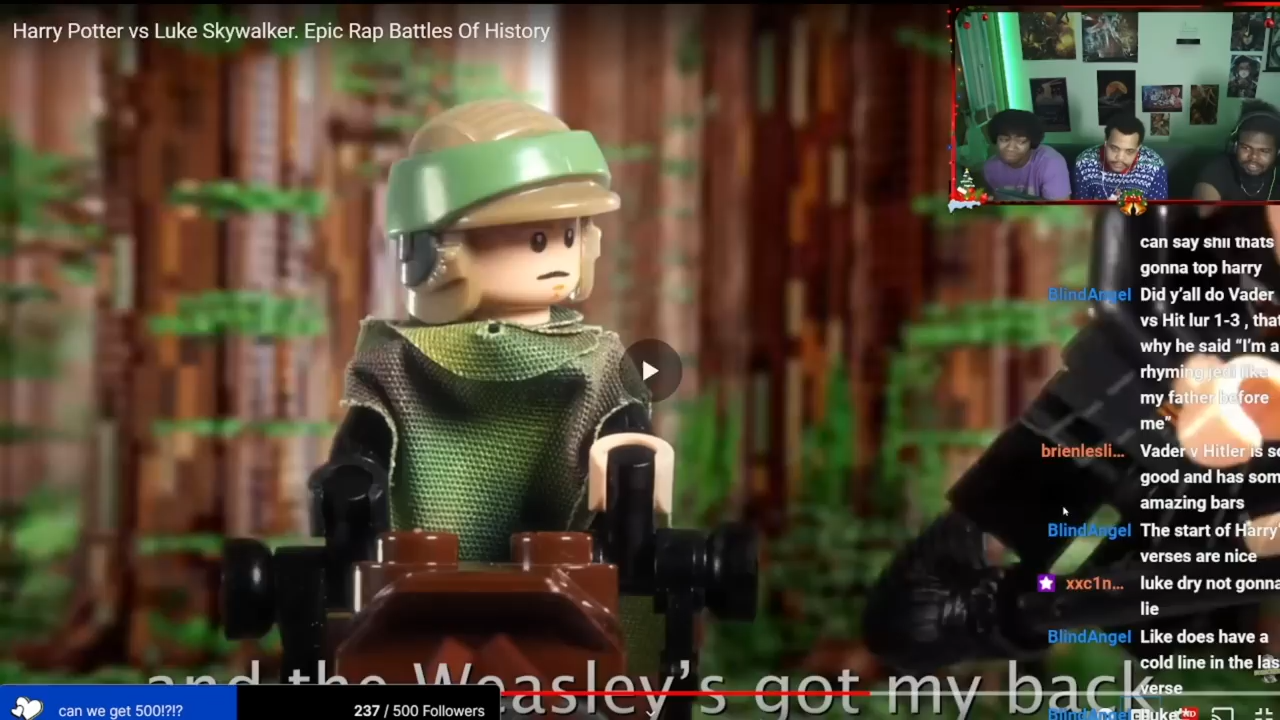 Harry Potter vs Luke Skywalker. Epic Rap Battles Of History
can say shii thats
gonna top harry
BlindAngel Did y'all do Vader
vs Hit lur 1-3 , that
why he said “I'm a
rhyming jedi like
my father before
me”
brienlesli... Vader v Hitler is so
good and has som
amazing bars
BlindAngel The start of Harry'
verses are nice
xxc1n... luke dry not gonna
lie
BlindAngel Like does have a
cold line in the las
verse
BlindAngel Luke
and the Weasley's got my back
can we get 500!?!?
237 / 500 Followers